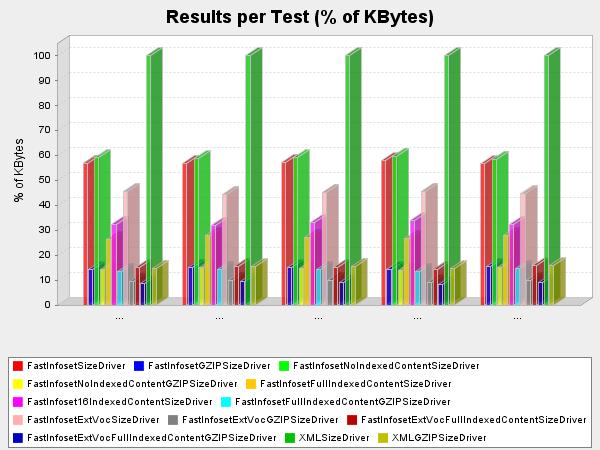 Results per Test (% of KBytes)
100
90
80
70
60
50
40
30
20
10
0
% of KBytes
... ... ... ... ...
FastInfosetSizeDriver FastInfosetGZIPSizeDriver FastInfosetNoIndexedContentSizeDriver
FastInfosetNoIndexedContentGZIPSizeDriver FastInfosetFullIndexedContentSizeDriver
FastInfoset16IndexedContentSizeDriver FastInfosetFullIndexedContentGZIPSizeDriver
FastInfosetExtVocSizeDriver FastInfosetExtVocGZIPSizeDriver FastInfosetExtVocFullIndexedContentSizeDriver
FastInfosetExtVocFullIndexedContentGZIPSizeDriver XMLSizeDriver XMLGZIPSizeDriver